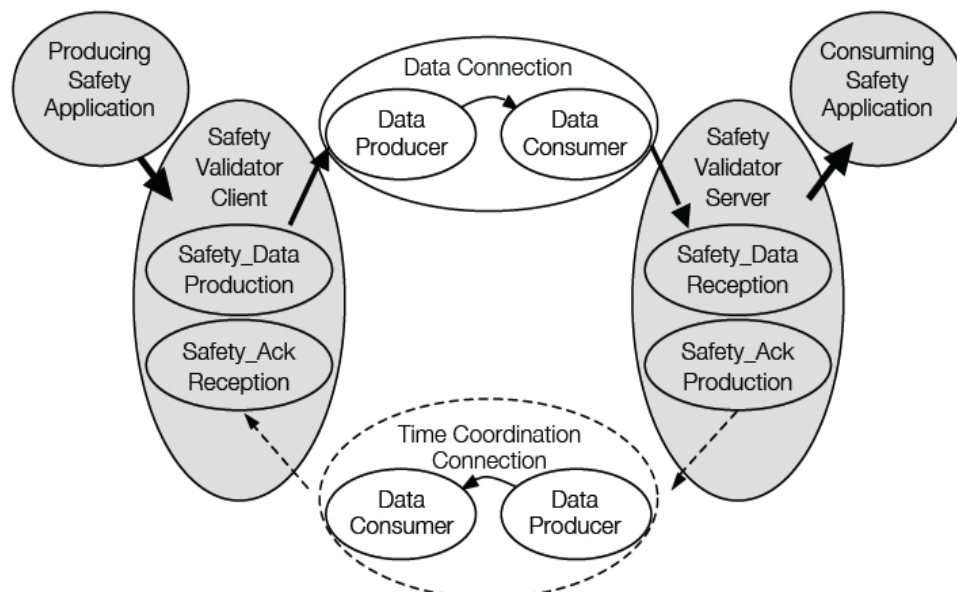 Producing
Safety
Application
Safety
Validator
Client
Safety_Data
Production
Safety_Ack
Reception
Data Connection
Data
Producer
Data
Consumer
Time Coordination
Connection
Data
Consumer
Data
Producer
Consuming
Safety
Application
Safety
Validator
Server
Safety_Data
Reception
Safety_Ack
Production